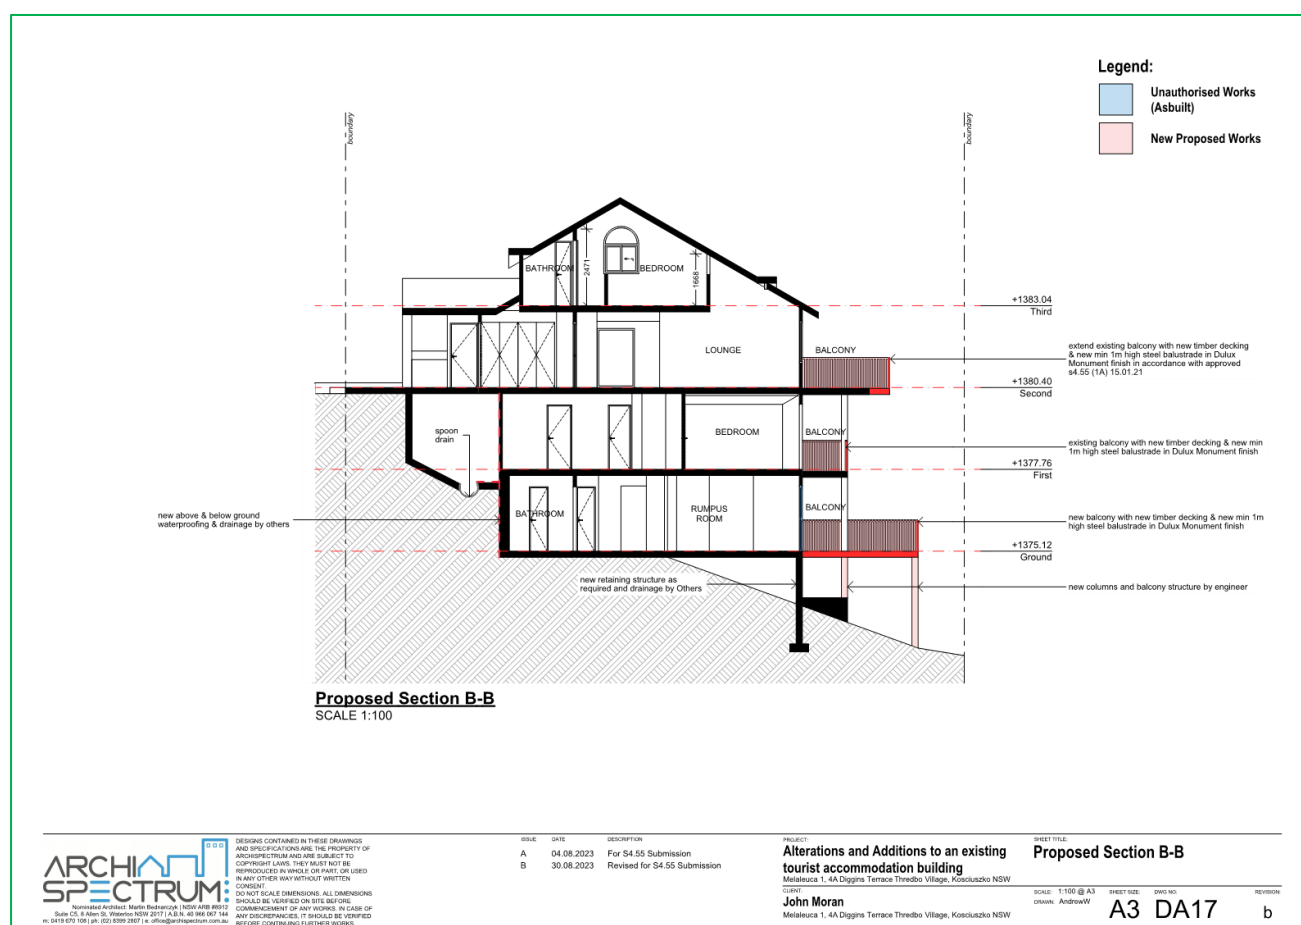 Legend:
Unauthorised Works
(Asbuilt)
New Proposed Works
boundary
boundary
BATHROOM
2471
BEDROOM
1668
+1383.04
Third
LOUNGE
BALCONY
extend existing balcony with new timber decking
& new min 1m high steel balustrade in Dulux
Monument finish in accordance with approved
s4.55 (1A) 15.01.21
+1380.40
Second
spoon
drain
BEDROOM
BALCONY
existing balcony with new timber decking & new min
1m high steel balustrade in Dulux Monument finish
+1377.76
First
new above & below ground
waterproofing & drainage by others
BATHROOM
RUMPUS
ROOM
BALCONY
new balcony with new timber decking & new min 1m
high steel balustrade in Dulux Monument finish
+1375.12
Ground
new retaining structure as
required and drainage by Others
new columns and balcony structure by engineer
Proposed Section B-B
SCALE 1:100
ARCHI
SPECTRUM
Nominated Architect: Martin Bednarczyk | NSW ARB #8912
Suite C5, 8 Allen St, Waterloo NSW 2017 | A.B.N. 40 966 067 144
m: 0419 670 108 | ph: (02) 8399 2807 | e: office@archispectrum.com.au
DESIGNS CONTAINED IN THESE DRAWINGS
AND SPECIFICATIONS ARE THE PROPERTY OF
ARCHISPECTRUM AND ARE SUBJECT TO
COPYRIGHT LAWS. THEY MUST NOT BE
REPRODUCED IN WHOLE OR PART, OR USED
IN ANY OTHER WAY WITHOUT WRITTEN
CONSENT.
DO NOT SCALE DIMENSIONS. ALL DIMENSIONS
SHOULD BE VERIFIED ON SITE BEFORE
COMMENCEMENT OF ANY WORKS. IN CASE OF
ANY DISCREPANCIES, IT SHOULD BE VERIFIED
BEFORE CONTINUING FURTHER WORKS.
ISSUE DATE DESCRIPTION
A 04.08.2023 For S4.55 Submission
B 30.08.2023 Revised for S4.55 Submission
PROJECT:
Alterations and Additions to an existing
tourist accommodation building
Melaleuca 1, 4A Diggins Terrace Thredbo Village, Kosciuszko NSW
CLIENT:
John Moran
Melaleuca 1, 4A Diggins Terrace Thredbo Village, Kosciuszko NSW
SHEET TITLE:
Proposed Section B-B
SCALE: 1:100 @ A3
DRAWN: AndrowW
SHEET SIZE:
A3
DWG NO:
DA17
REVISION:
b